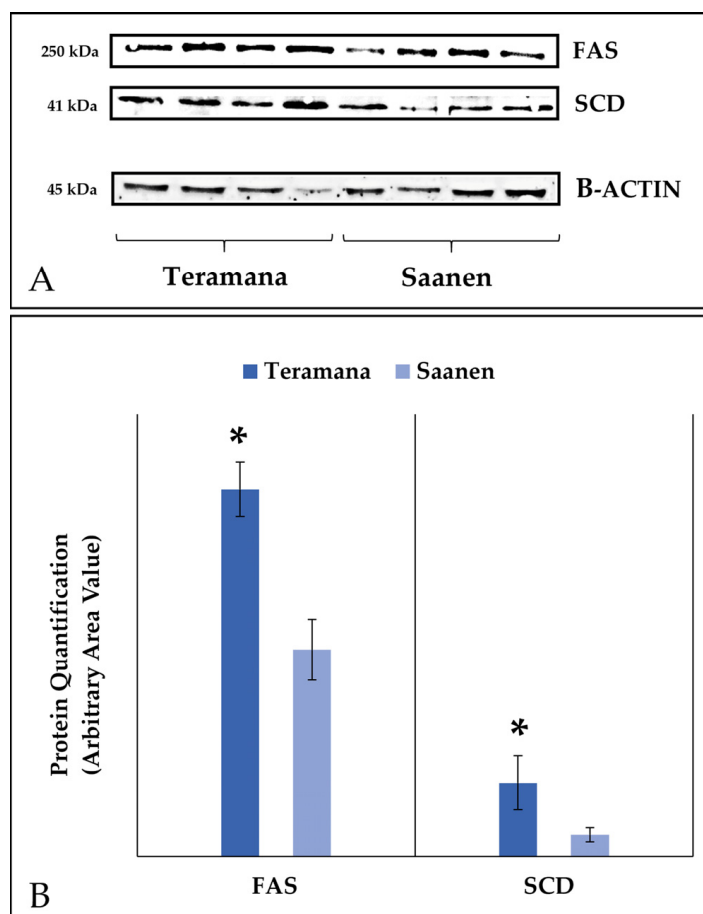 250 kDa
FAS
41 kDa
SCD
45 kDa
B-ACTIN
Teramana
Saanen
A
Teramana
Saanen
*
*
Protein Quantification
(Arbitrary Area Value)
FAS
SCD
B